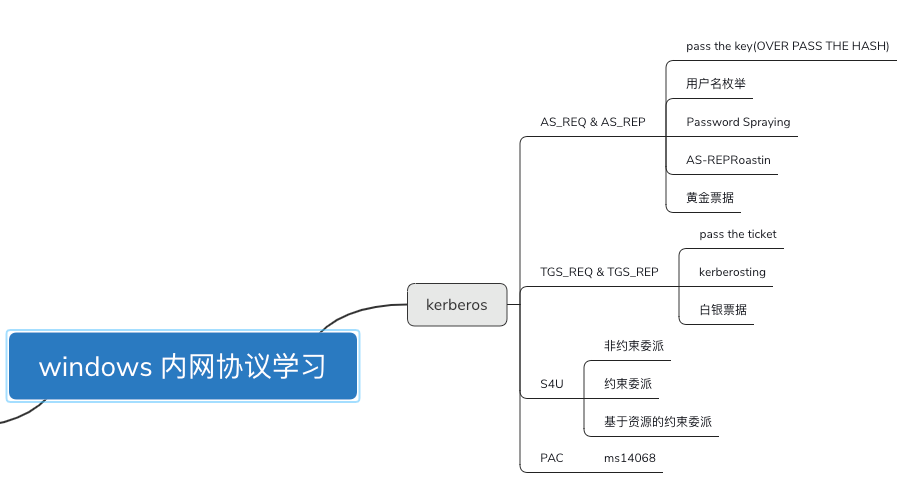 pass the key(OVER PASS THE HASH)
用户名枚举
AS_REQ & AS_REP
Password Spraying
AS-REPRoastin
黄金票据
pass the ticket
TGS_REQ & TGS_REP
kerberosting
白银票据
kerberos
windows 内网协议学习
非约束委派
S4U
约束委派
基于资源的约束委派
PAC
ms14068